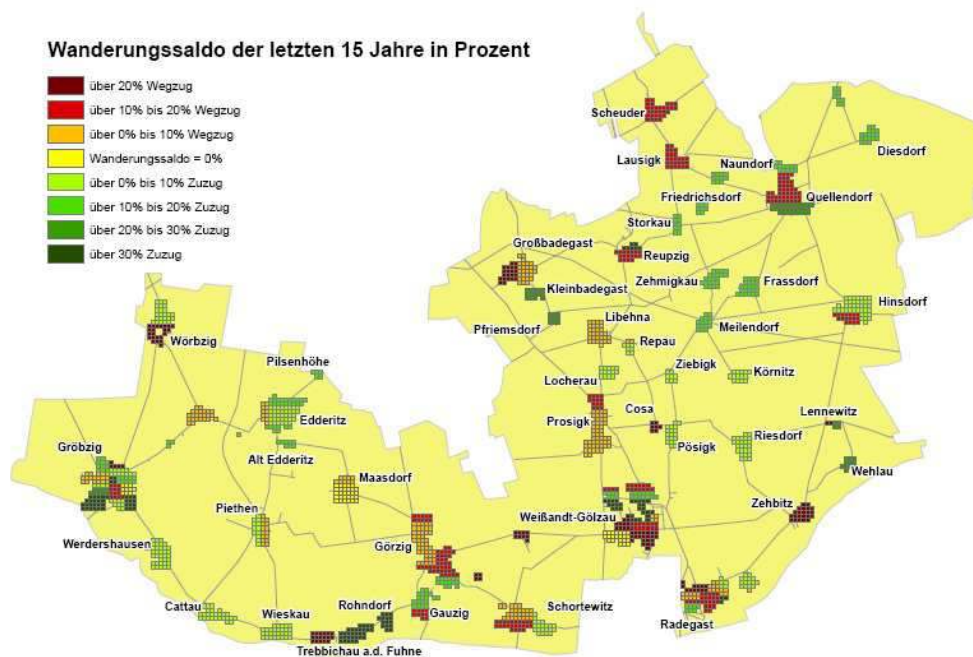 Wanderungssaldo der letzten 15 Jahre in Prozent
über 20% Wegzug
über 10% bis 20% Wegzug
über 0% bis 10% Wegzug
Wanderungssaldo = 0%
über 0% bis 10% Zuzug
über 10% bis 20% Zuzug
über 20% bis 30% Zuzug
über 30% Zuzug
Scheuder
Lausigk
Naundorf
Diesdorf
Friedrichsdorf
Quellendorf
Storkau
Großbadegast
Reupzig
Zehmigkau
Frassdorf
Kleinbadegast
Hinsdorf
Pfriemsdorf
Libehna
Meilendorf
Wörbzig
Repau
Pilsenhöhe
Ziebigk
Körnitz
Locherau
Cosa
Lennewitz
Edderitz
Prosigk
Gröbzig
Pösigk
Riesdorf
Alt Edderitz
Wehlau
Maasdorf
Piethen
Weißandt-Gölzau
Zehbitz
Görzig
Werdershausen
Cattau
Wieskau
Rohndorf
Gauzig
Schortewitz
Radegast
Trebbichau a.d. Fuhne